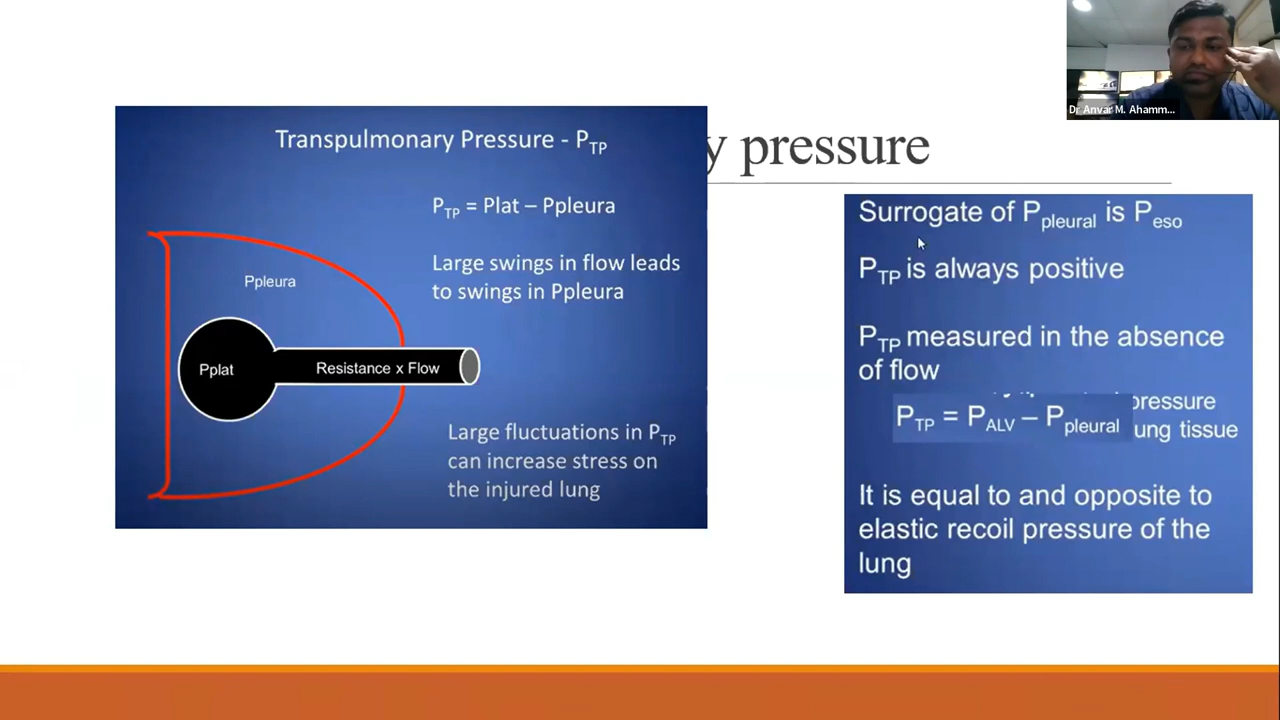 Dr Anvar M. Ahamm...
y pressure
Transpulmonary Pressure - PTP
PTP = Plat – Ppleura
Large swings in flow leads
to swings in Ppleura
Ppleura
Pplat
Resistance x Flow
Large fluctuations in PTP
can increase stress on
the injured lung
Surrogate of Ppleural is Peso
PTP is always positive
PTP measured in the absence
of flow
pressure
PTP = PALV – Ppleural
ung tissue
It is equal to and opposite to
elastic recoil pressure of the
lung